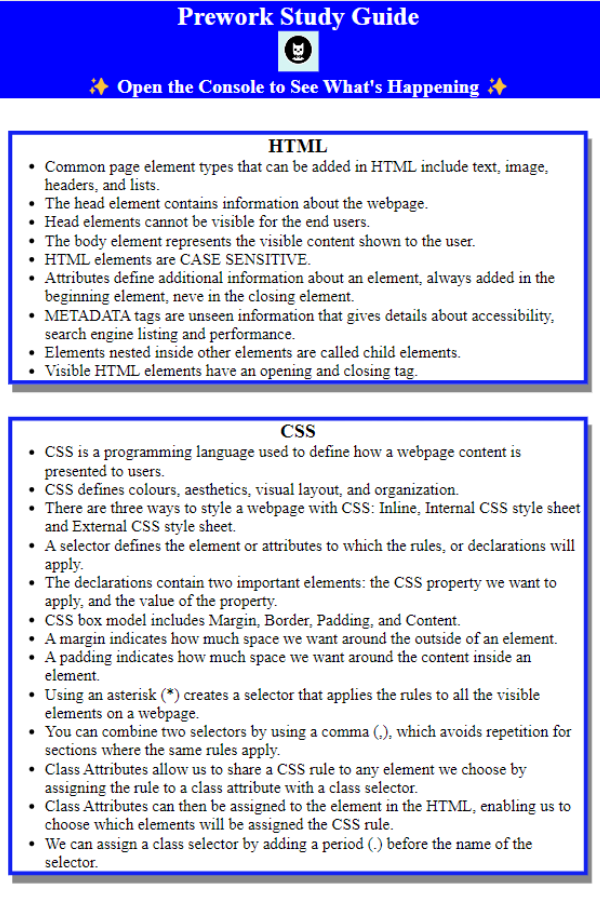 Prework Study Guide
✨ Open the Console to See What's Happening ✨
HTML
• Common page element types that can be added in HTML include text, image,
headers, and lists.
• The head element contains information about the webpage.
• Head elements cannot be visible for the end users.
• The body element represents the visible content shown to the user.
• HTML elements are CASE SENSITIVE.
• Attributes define additional information about an element, always added in the
beginning element, neve in the closing element.
• METADATA tags are unseen information that gives details about accessibility,
search engine listing and performance.
• Elements nested inside other elements are called child elements.
• Visible HTML elements have an opening and closing tag.
CSS
• CSS is a programming language used to define how a webpage content is
presented to users.
• CSS defines colours, aesthetics, visual layout, and organization.
• There are three ways to style a webpage with CSS: Inline, Internal CSS style sheet
and External CSS style sheet.
• A selector defines the element or attributes to which the rules, or declarations will
apply.
• The declarations contain two important elements: the CSS property we want to
apply, and the value of the property.
• CSS box model includes Margin, Border, Padding, and Content.
• A margin indicates how much space we want around the outside of an element.
• A padding indicates how much space we want around the content inside an
element.
• Using an asterisk (*) creates a selector that applies the rules to all the visible
elements on a webpage.
• You can combine two selectors by using a comma (,), which avoids repetition for
sections where the same rules apply.
• Class Attributes allow us to share a CSS rule to any element we choose by
assigning the rule to a class attribute with a class selector.
• Class Attributes can then be assigned to the element in the HTML, enabling us to
choose which elements will be assigned the CSS rule.
• We can assign a class selector by adding a period (.) before the name of the
selector.